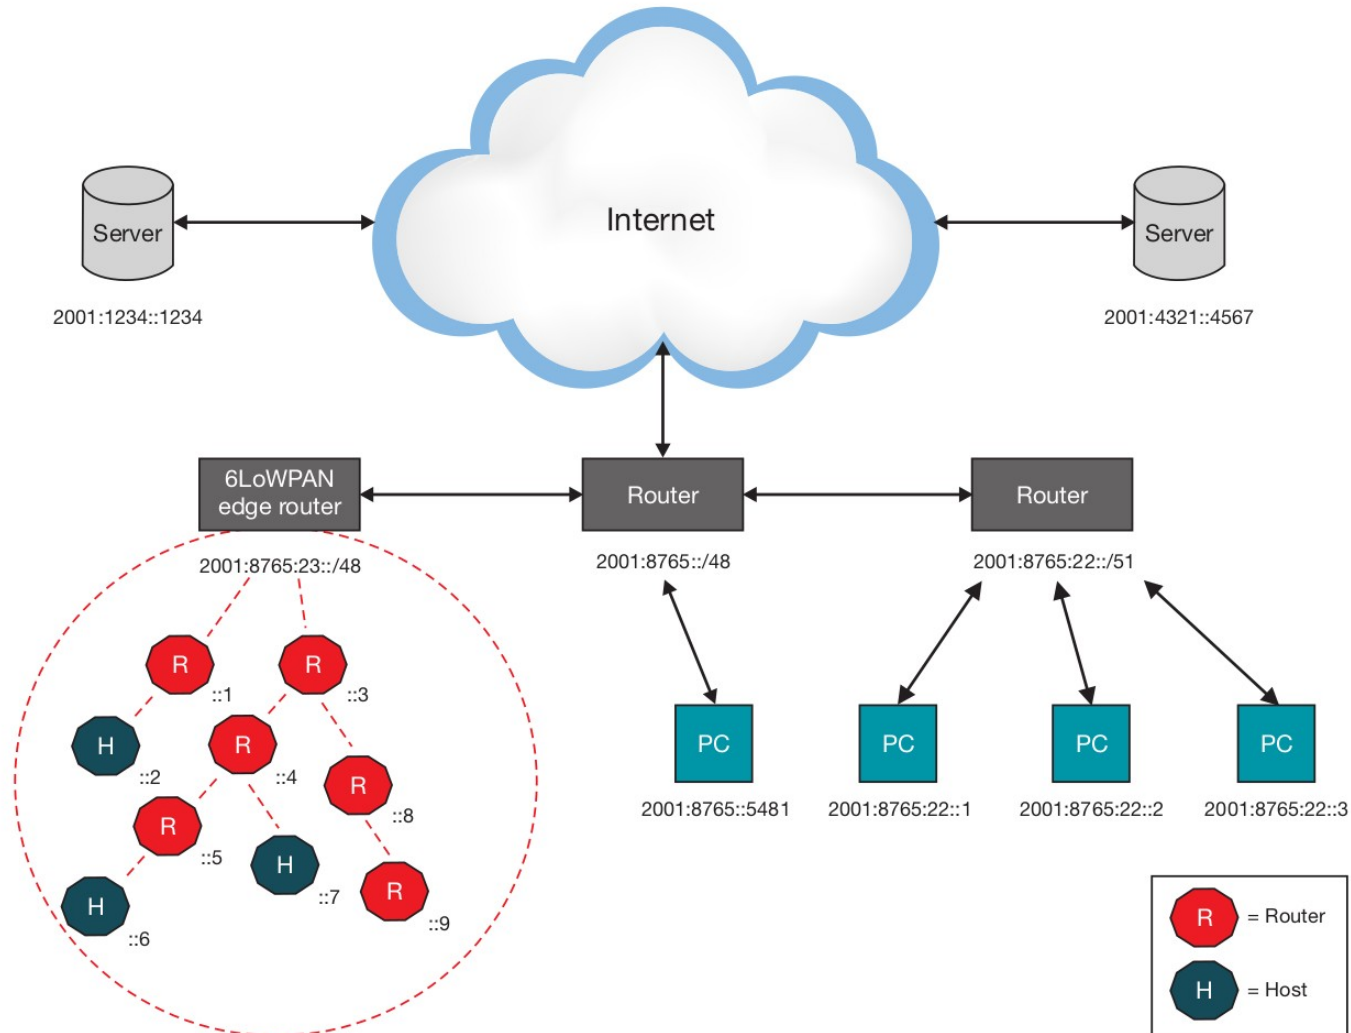 Internet
Server
Server
2001:1234::1234
2001:4321::4567
6LoWPAN
edge router
Router
Router
2001:8765:23::/48
2001:8765::/48
2001:8765:22::/51
R
::1
R
::3
H
::2
R
::4
R
::8
R
::5
H
::7
R
::9
H
::6
PC
PC
PC
PC
2001:8765::5481
2001:8765:22::1
2001:8765:22::2
2001:8765:22::3
R = Router
H = Host